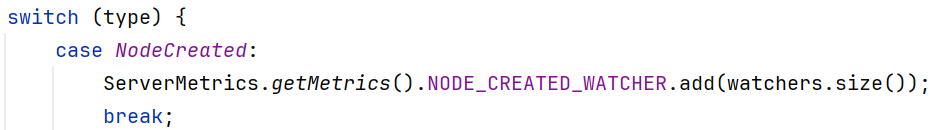 switch (type) {
case NodeCreated:
ServerMetrics.getMetrics().NODE_CREATED_WATCHER.add(watchers.size());
break;